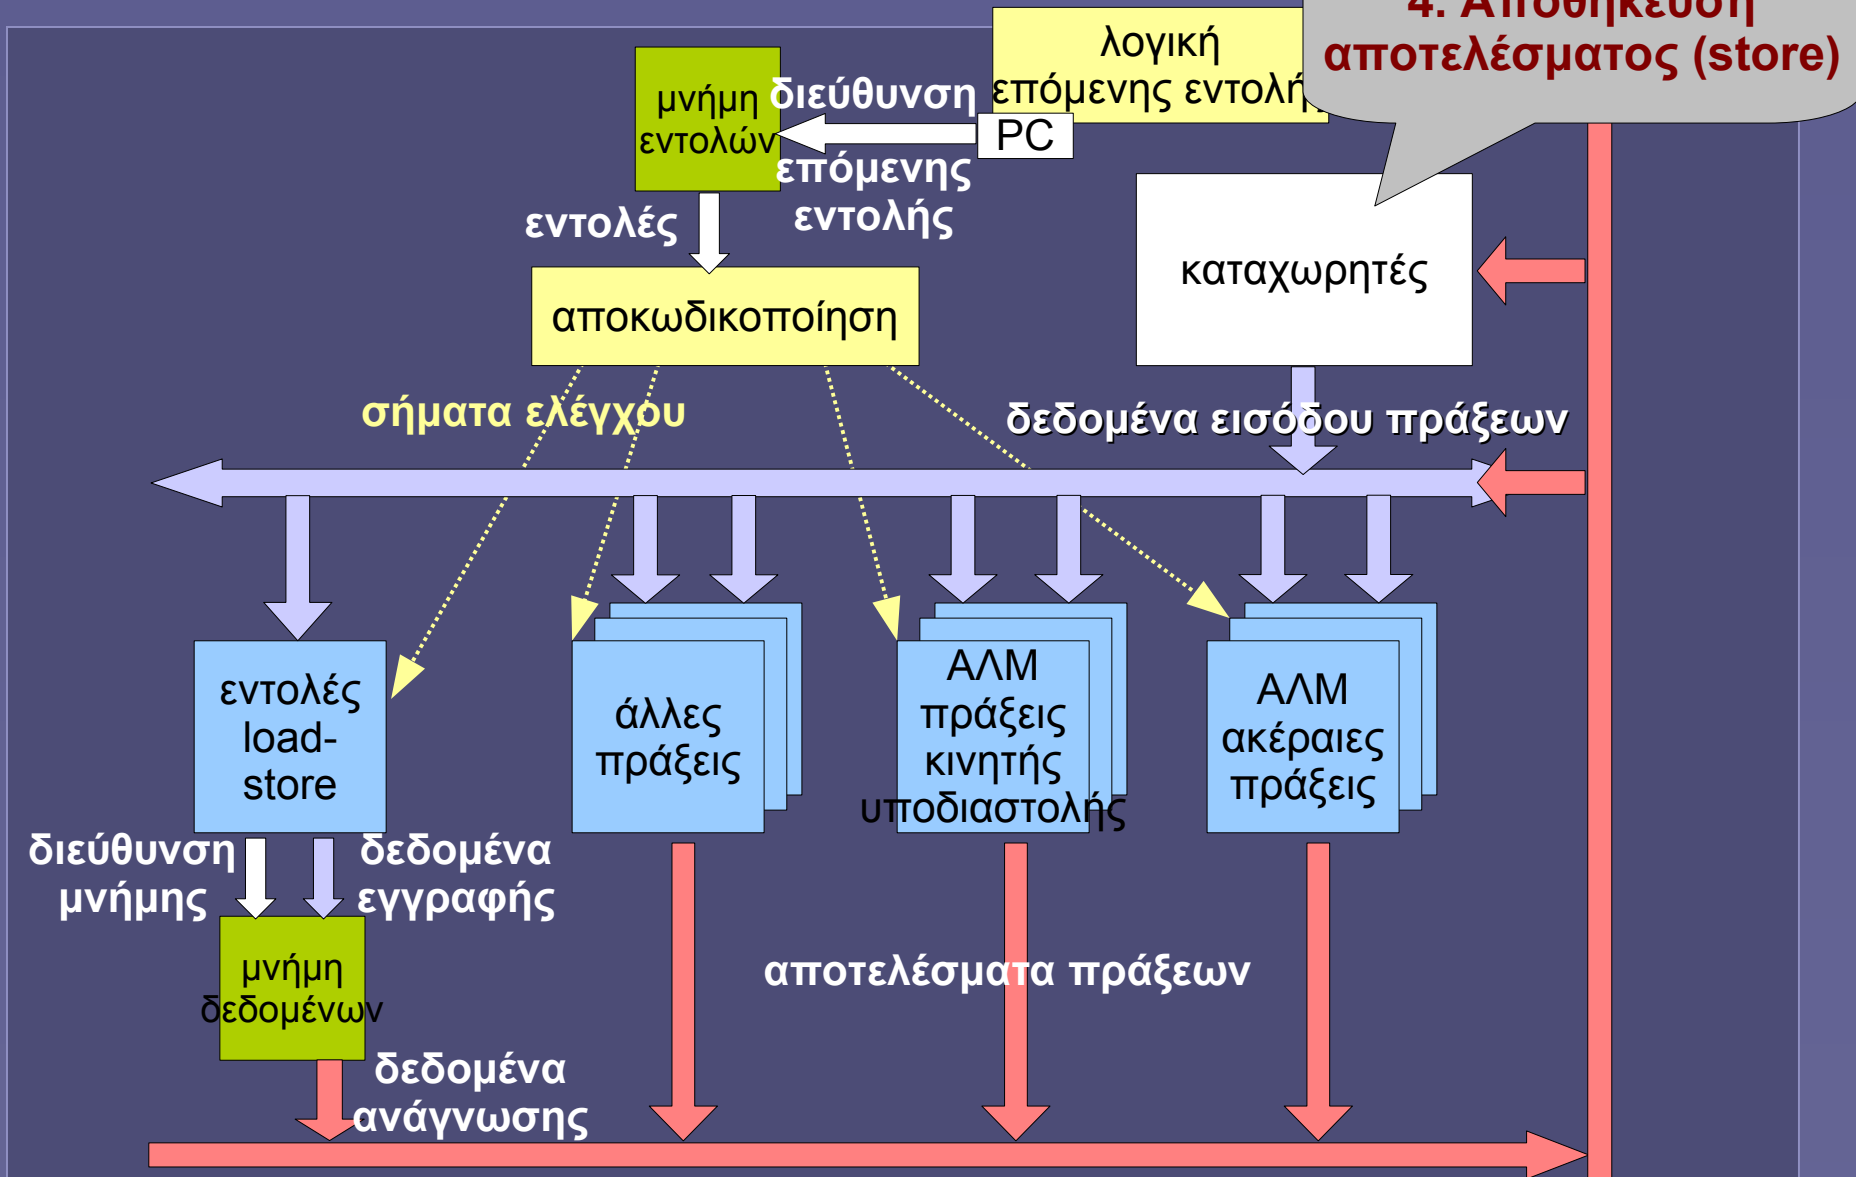 4. Αποθήκευση
αποτελέσματος (store)
λογική
επόμενης εντολής
PC
μνήμη
εντολών
διεύθυνση
επόμενης
εντολής
εντολές
καταχωρητές
αποκωδικοποίηση
σήματα ελέγχου
δεδομένα εισόδου πράξεων
εντολές
load-
store
άλλες
πράξεις
ΑΛΜ
πράξεις
κινητής
υποδιαστολής
ΑΛΜ
ακέραιες
πράξεις
διεύθυνση
μνήμης
δεδομένα
εγγραφής
μνήμη
δεδομένων
αποτελέσματα πράξεων
δεδομένα
ανάγνωσης